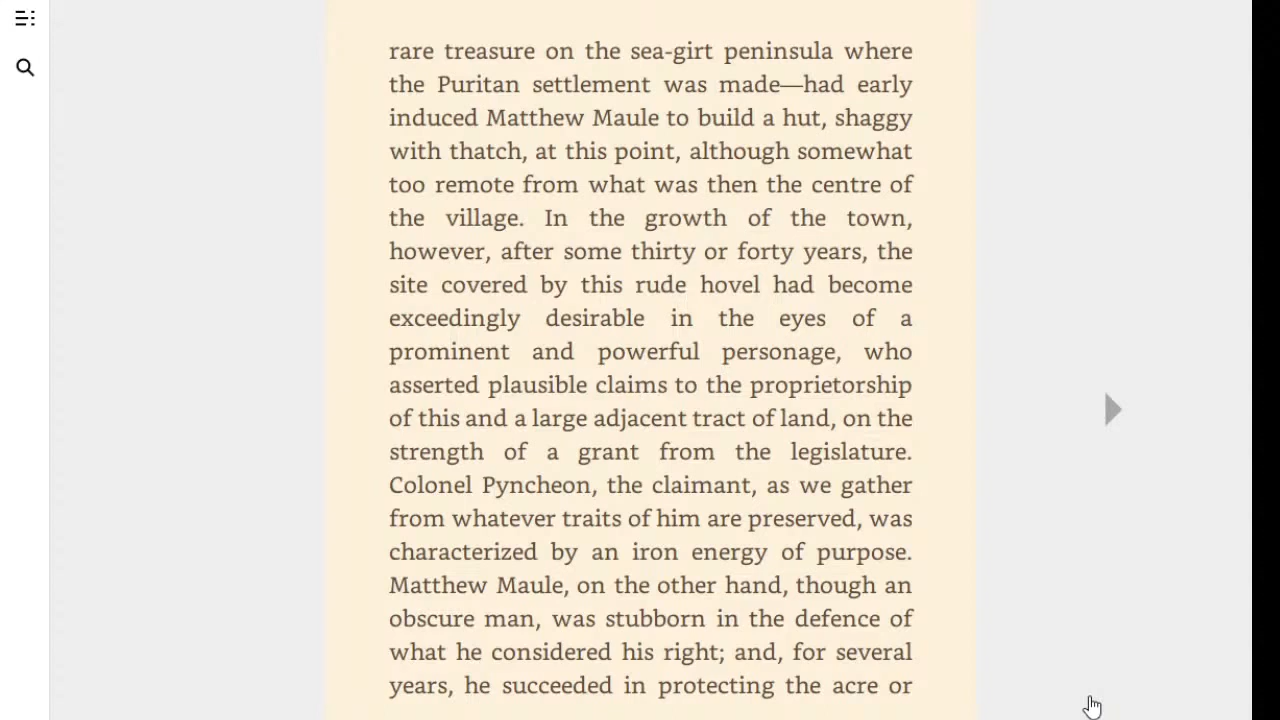 rare treasure on the sea-girt peninsula where
the Puritan settlement was made—had early
induced Matthew Maule to build a hut, shaggy
with thatch, at this point, although somewhat
too remote from what was then the centre of
the village. In the growth of the town,
however, after some thirty or forty years, the
site covered by this rude hovel had become
exceedingly desirable in the eyes of a
prominent and powerful personage, who
asserted plausible claims to the proprietorship
of this and a large adjacent tract of land, on the
strength of a grant from the legislature.
Colonel Pyncheon, the claimant, as we gather
from whatever traits of him are preserved, was
characterized by an iron energy of purpose.
Matthew Maule, on the other hand, though an
obscure man, was stubborn in the defence of
what he considered his right; and, for several
years, he succeeded in protecting the acre or